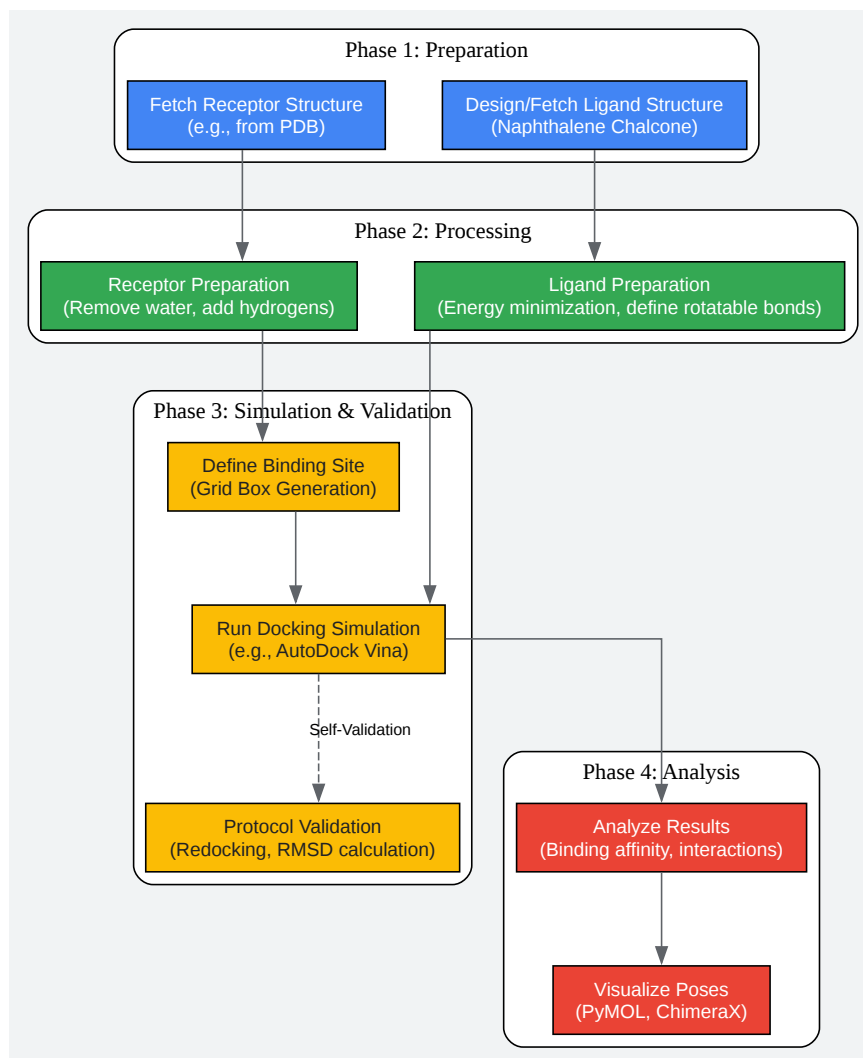 Phase 1: Preparation
Fetch Receptor Structure
(e.g., from PDB)
Design/Fetch Ligand Structure
(Naphthalene Chalcone)
Phase 2: Processing
Receptor Preparation
(Remove water, add hydrogens)
Ligand Preparation
(Energy minimization, define rotatable bonds)
Phase 3: Simulation & Validation
Define Binding Site
(Grid Box Generation)
Run Docking Simulation
(e.g., AutoDock Vina)
Self-Validation
Protocol Validation
(Redocking, RMSD calculation)
Phase 4: Analysis
Analyze Results
(Binding affinity, interactions)
Visualize Poses
(PyMOL, ChimeraX)